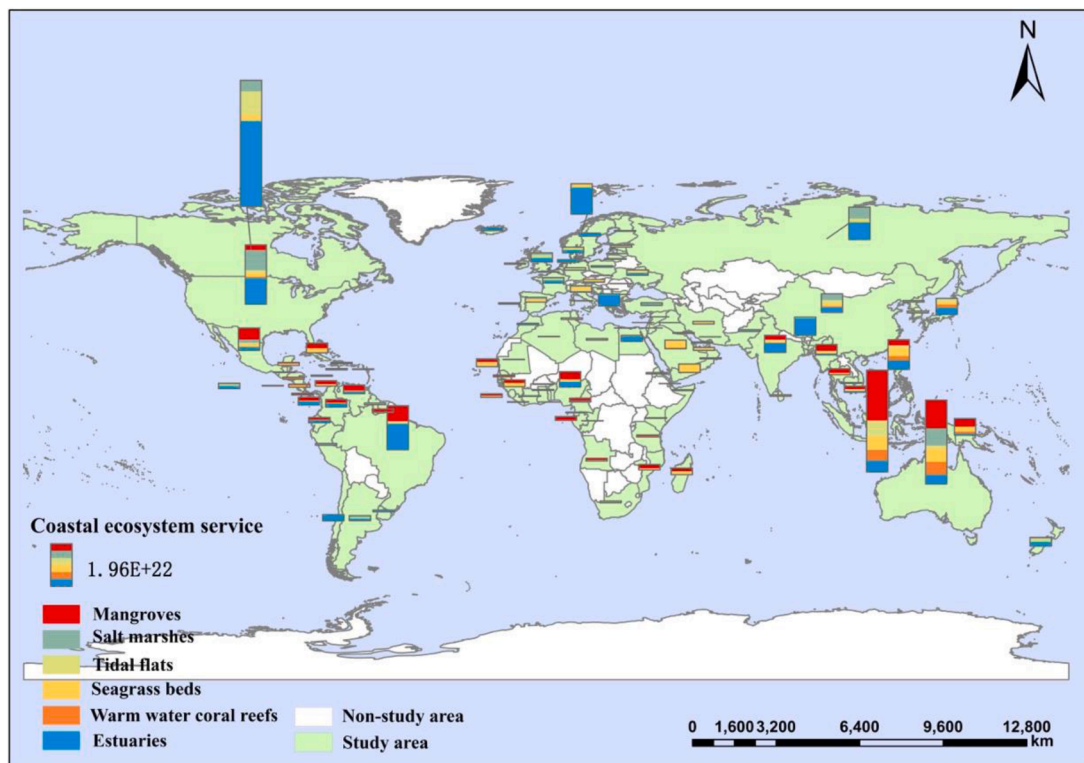 N
Coastal ecosystem service
1.96E+22
Mangroves
Salt marshes
Tidal flats
Seagrass beds
Warm water coral reefs
Estuaries
Non-study area
Study area
0 1,600 3,200 6,400 9,600 12,800
km